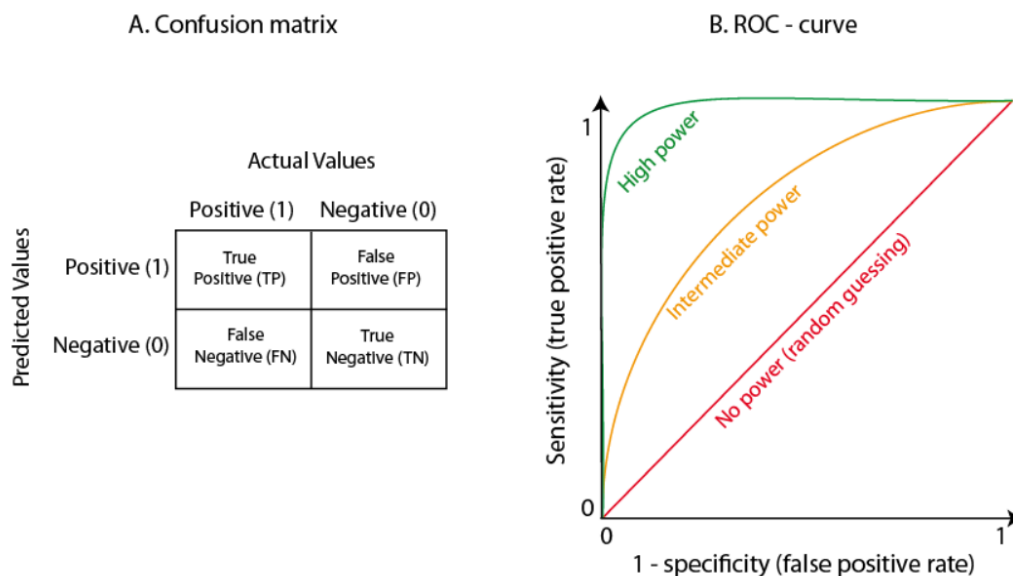 A. Confusion matrix
Actual Values
Positive (1) Negative (0)
Predicted Values
Positive (1)
True
Positive (TP)
False
Positive (FP)
Negative (0)
False
Negative (FN)
True
Negative (TN)
B. ROC - curve
Sensitivity (true positive rate)
1
0
High power
Intermediate power
No power (random guessing)
0
1
1 - specificity (false positive rate)